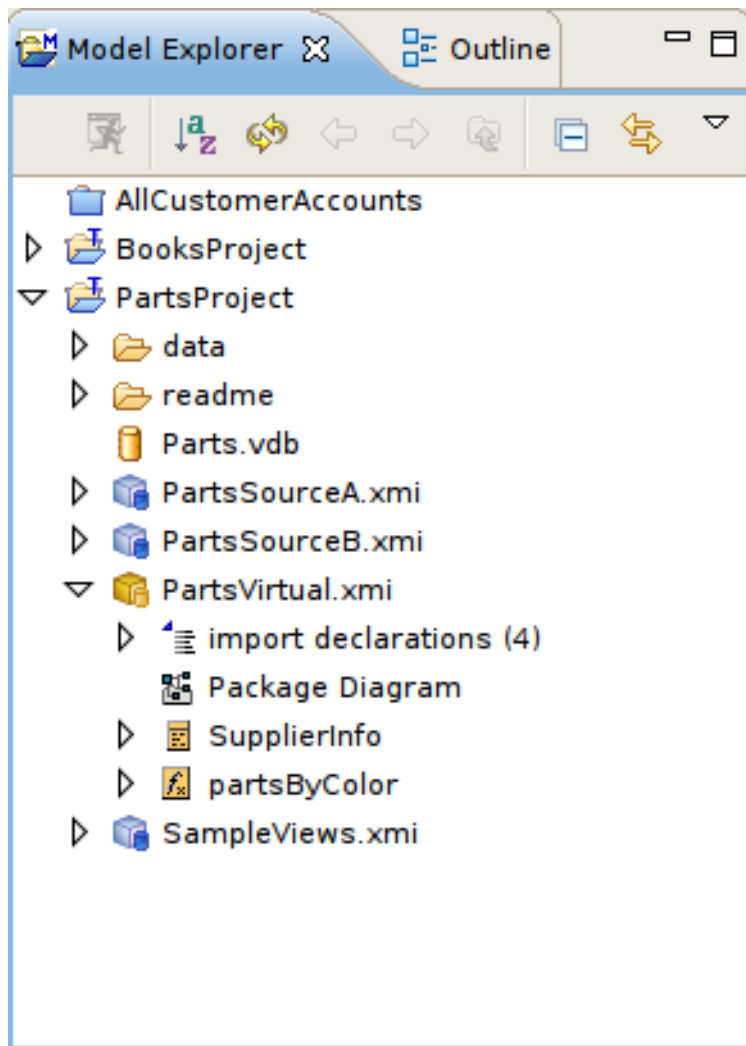 Model Explorer Outline
AllCustomerAccounts
BooksProject
PartsProject
data
readme
Parts.vdb
PartsSourceA.xmi
PartsSourceB.xmi
PartsVirtual.xmi
import declarations (4)
Package Diagram
SupplierInfo
partsByColor
SampleViews.xmi